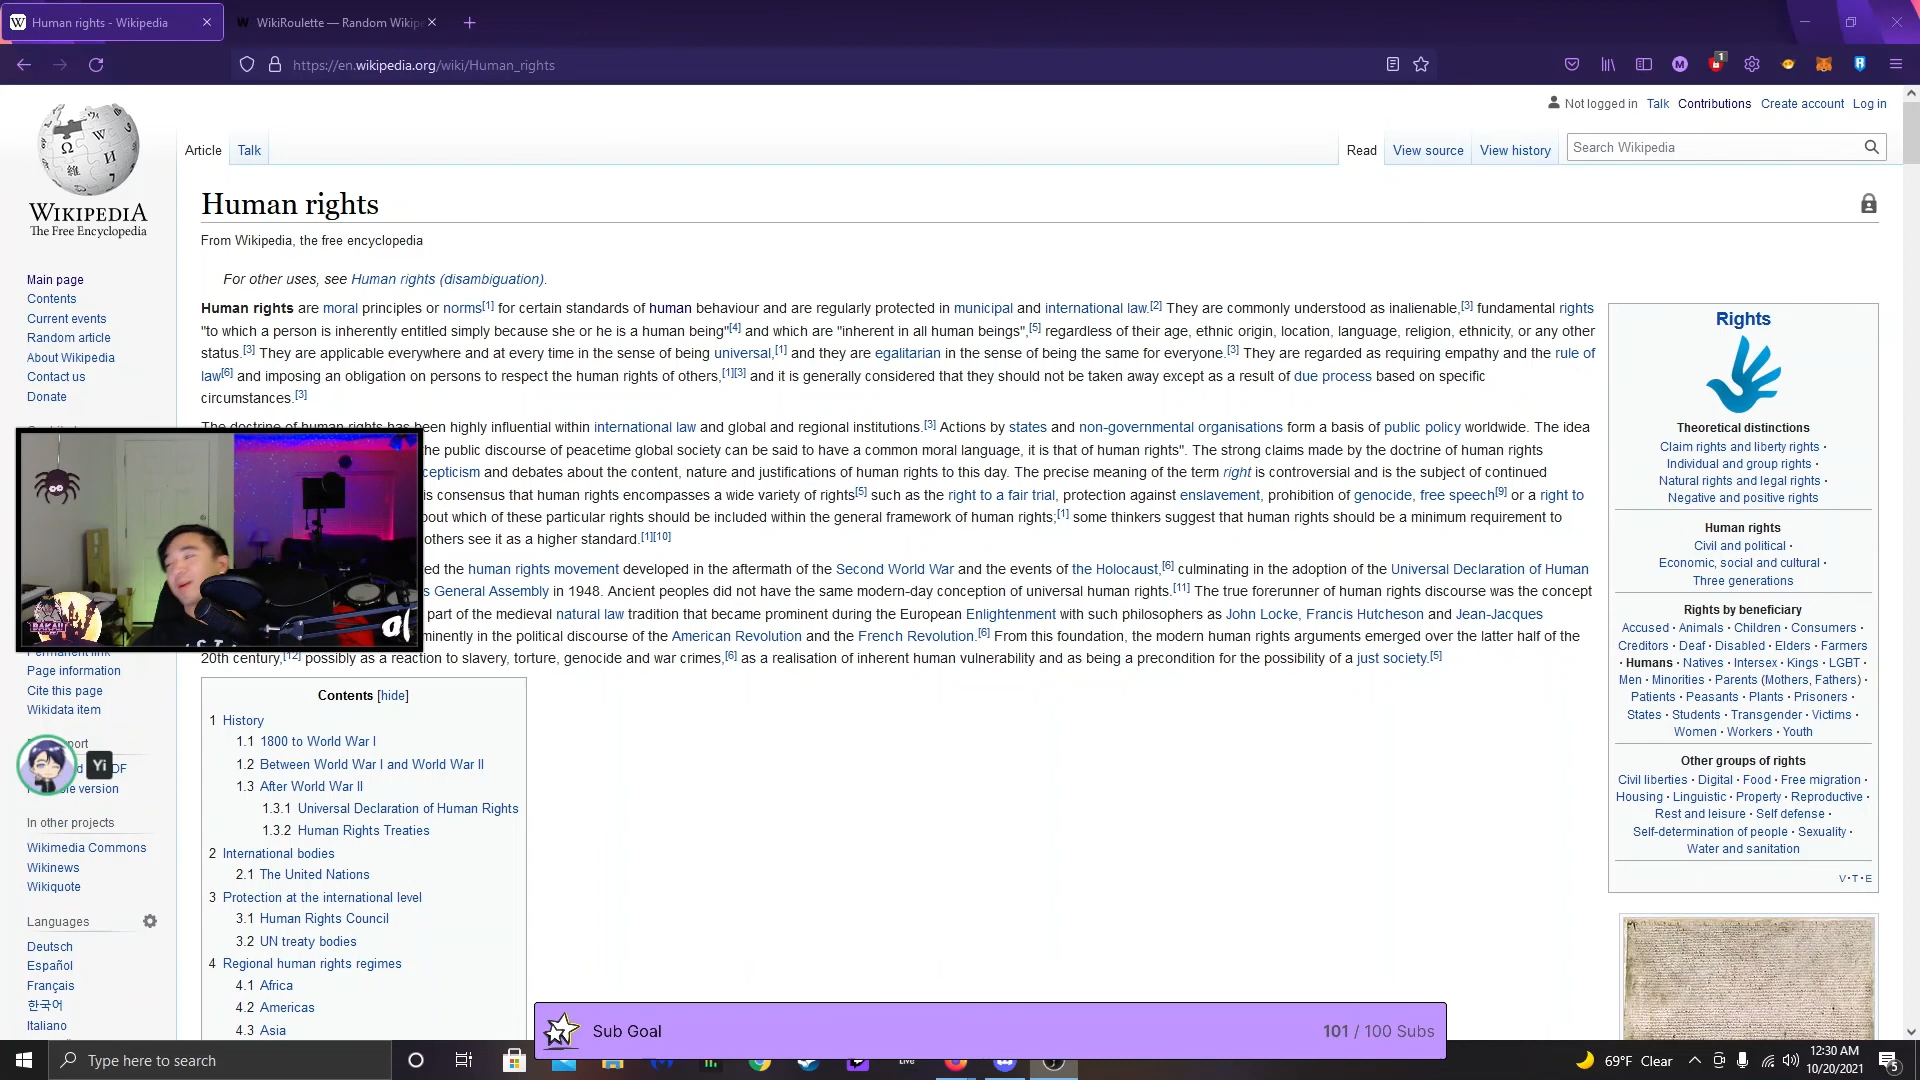 Human rights - Wikipedia
WikiRoulette — Random Wikip
https://en.wikipedia.org/wiki/Human_rights
1
Not logged in Talk Contributions Create account Log in
Article Talk
Read View source View history Search Wikipedia
WIKIPEDIA
The Free Encyclopedia
Main page
Contents
Current events
Random article
About Wikipedia
Contact us
Donate
Human rights
From Wikipedia, the free encyclopedia
For other uses, see Human rights (disambiguation).
Human rights are moral principles or norms[1] for certain standards of human behaviour and are regularly protected in municipal and international law.[2] They are commonly understood as inalienable,[3] fundamental rights
"to which a person is inherently entitled simply because she or he is a human being"[4] and which are "inherent in all human beings",[5] regardless of their age, ethnic origin, location, language, religion, ethnicity, or any other
status.[3] They are applicable everywhere and at every time in the sense of being universal,[1] and they are egalitarian in the sense of being the same for everyone.[3] They are regarded as requiring empathy and the rule of
law[6] and imposing an obligation on persons to respect the human rights of others,[1][3] and it is generally considered that they should not be taken away except as a result of due process based on specific
circumstances.[3]
The doctrine of human rights has been highly influential within international law and global and regional institutions.[3] Actions by states and non-governmental organisations form a basis of public policy worldwide. The idea
the public discourse of peacetime global society can be said to have a common moral language, it is that of human rights". The strong claims made by the doctrine of human rights
cepticism and debates about the content, nature and justifications of human rights to this day. The precise meaning of the term right is controversial and is the subject of continued
is consensus that human rights encompasses a wide variety of rights[5] such as the right to a fair trial, protection against enslavement, prohibition of genocide, free speech[9] or a right to
bout which of these particular rights should be included within the general framework of human rights;[1] some thinkers suggest that human rights should be a minimum requirement to
others see it as a higher standard.[1][10]
ed the human rights movement developed in the aftermath of the Second World War and the events of the Holocaust,[6] culminating in the adoption of the Universal Declaration of Human
s General Assembly in 1948. Ancient peoples did not have the same modern-day conception of universal human rights.[11] The true forerunner of human rights discourse was the concept
part of the medieval natural law tradition that became prominent during the European Enlightenment with such philosophers as John Locke, Francis Hutcheson and Jean-Jacques
minently in the political discourse of the American Revolution and the French Revolution.[6] From this foundation, the modern human rights arguments emerged over the latter half of the
20th century,[12] possibly as a reaction to slavery, torture, genocide and war crimes,[6] as a realisation of inherent human vulnerability and as being a precondition for the possibility of a just society.[5]
Permanent link
Page information
Cite this page
Wikidata item
Yi
In other projects
Wikimedia Commons
Wikinews
Wikiquote
Languages
Deutsch
Español
Français
한국어
Italiano
Contents [hide]
1 History
1.1 1800 to World War I
1.2 Between World War I and World War II
1.3 After World War II
1.3.1 Universal Declaration of Human Rights
1.3.2 Human Rights Treaties
2 International bodies
2.1 The United Nations
3 Protection at the international level
3.1 Human Rights Council
3.2 UN treaty bodies
4 Regional human rights regimes
4.1 Africa
4.2 Americas
4.3 Asia
Rights
Theoretical distinctions
Claim rights and liberty rights ·
Individual and group rights ·
Natural rights and legal rights ·
Negative and positive rights
Human rights
Civil and political ·
Economic, social and cultural ·
Three generations
Rights by beneficiary
Accused · Animals · Children · Consumers ·
Creditors · Deaf · Disabled · Elders · Farmers
· Humans · Natives · Intersex · Kings · LGBT ·
Men · Minorities · Parents (Mothers, Fathers) ·
Patients · Peasants · Plants · Prisoners ·
States · Students · Transgender · Victims ·
Women · Workers · Youth
Other groups of rights
Civil liberties · Digital · Food · Free migration ·
Housing · Linguistic · Property · Reproductive ·
Rest and leisure · Self defense ·
Self-determination of people · Sexuality ·
Water and sanitation
V·T·E
Sub Goal 101 / 100 Subs
Type here to search
69°F Clear
12:30 AM
10/20/2021
5